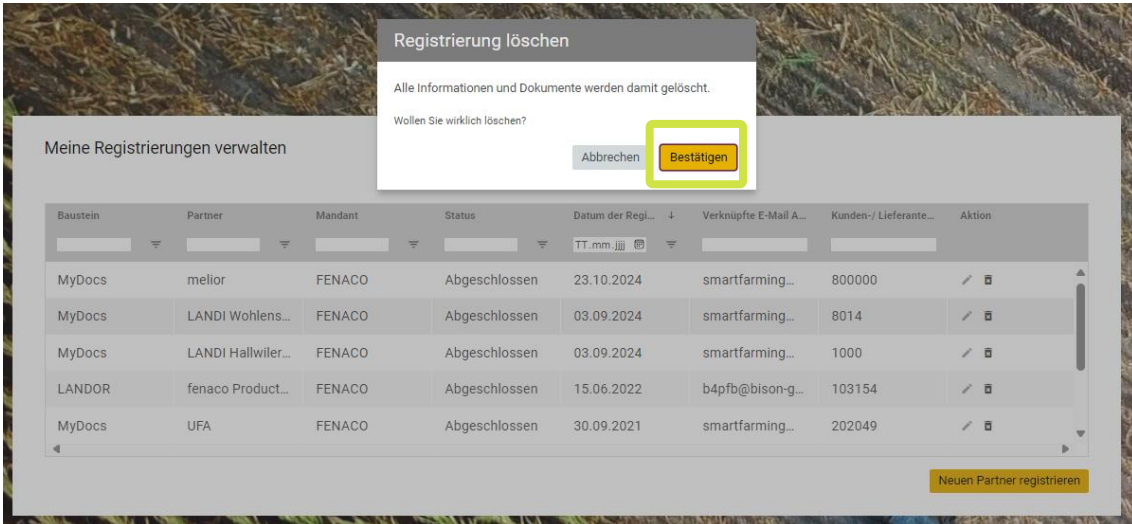 Registrierung löschen
Alle Informationen und Dokumente werden damit gelöscht.
Wollen Sie wirklich löschen?
Abbrechen Bestätigen
Meine Registrierungen verwalten
Baustein Partner Mandant Status Datum der Regi... Verknüpfte E-Mail A... Kunden-/ Lieferante... Aktion
TT.mm.jjjj
MyDocs melior FENACO Abgeschlossen 23.10.2024 smartfarming... 800000
MyDocs LANDI Wohlens... FENACO Abgeschlossen 03.09.2024 smartfarming... 8014
MyDocs LANDI Hallwiler... FENACO Abgeschlossen 03.09.2024 smartfarming... 1000
LANDOR fenaco Product... FENACO Abgeschlossen 15.06.2022 b4pfb@bison-g... 103154
MyDocs UFA FENACO Abgeschlossen 30.09.2021 smartfarming... 202049
Neuen Partner registrieren